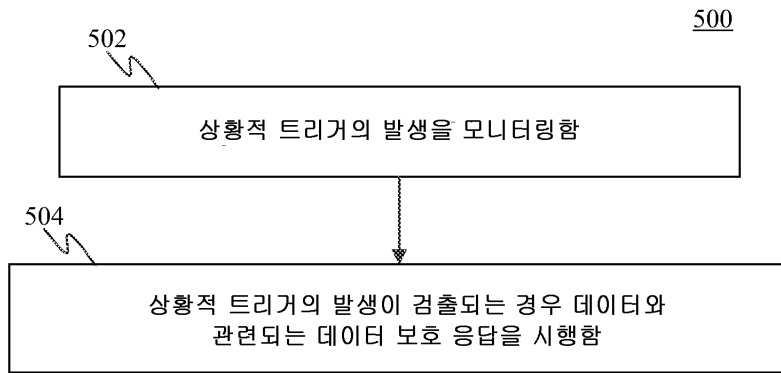 500
502
상황적 트리거의 발생을 모니터링함
504
상황적 트리거의 발생이 검출되는 경우 데이터와
관련되는 데이터 보호 응답을 시행함